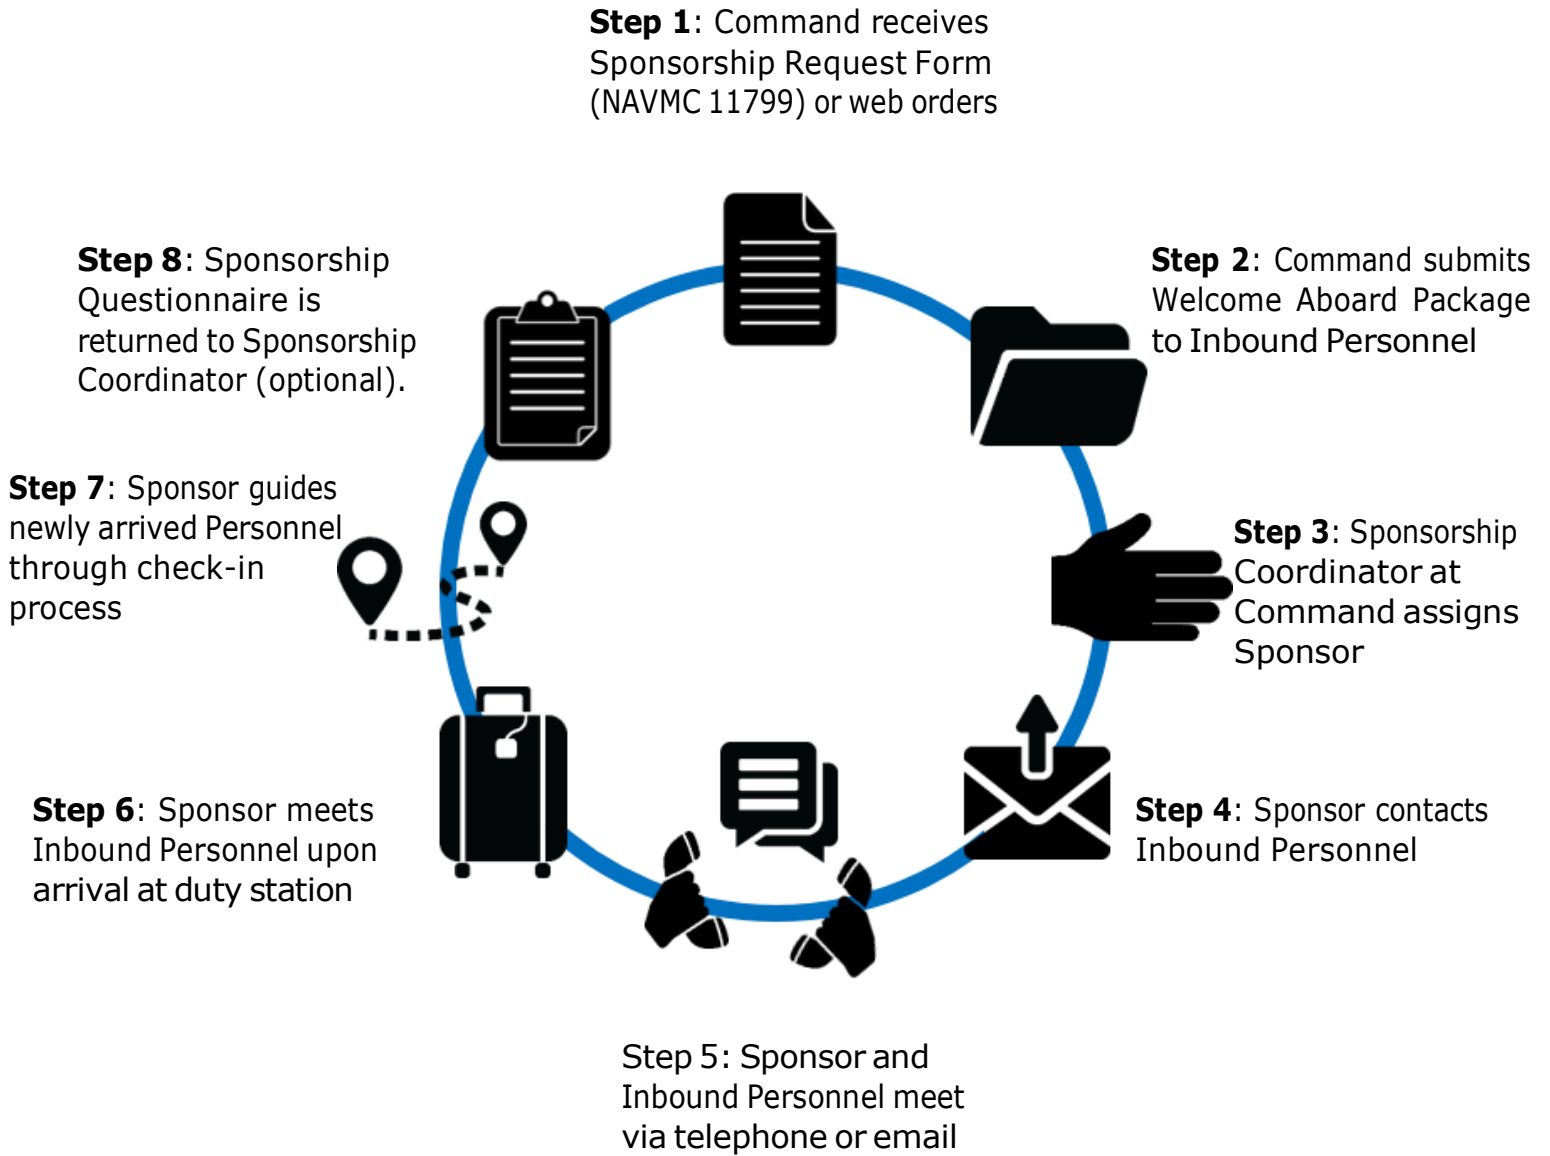 Step 1: Command receives
Sponsorship Request Form
(NAVMC 11799) or web orders
Step 2: Command submits
Welcome Aboard Package
to Inbound Personnel
Step 3: Sponsorship
Coordinator at
Command assigns
Sponsor
Step 4: Sponsor contacts
Inbound Personnel
Step 5: Sponsor and
Inbound Personnel meet
via telephone or email
Step 6: Sponsor meets
Inbound Personnel upon
arrival at duty station
Step 7: Sponsor guides
newly arrived Personnel
through check-in
process
Step 8: Sponsorship
Questionnaire is
returned to Sponsorship
Coordinator (optional).